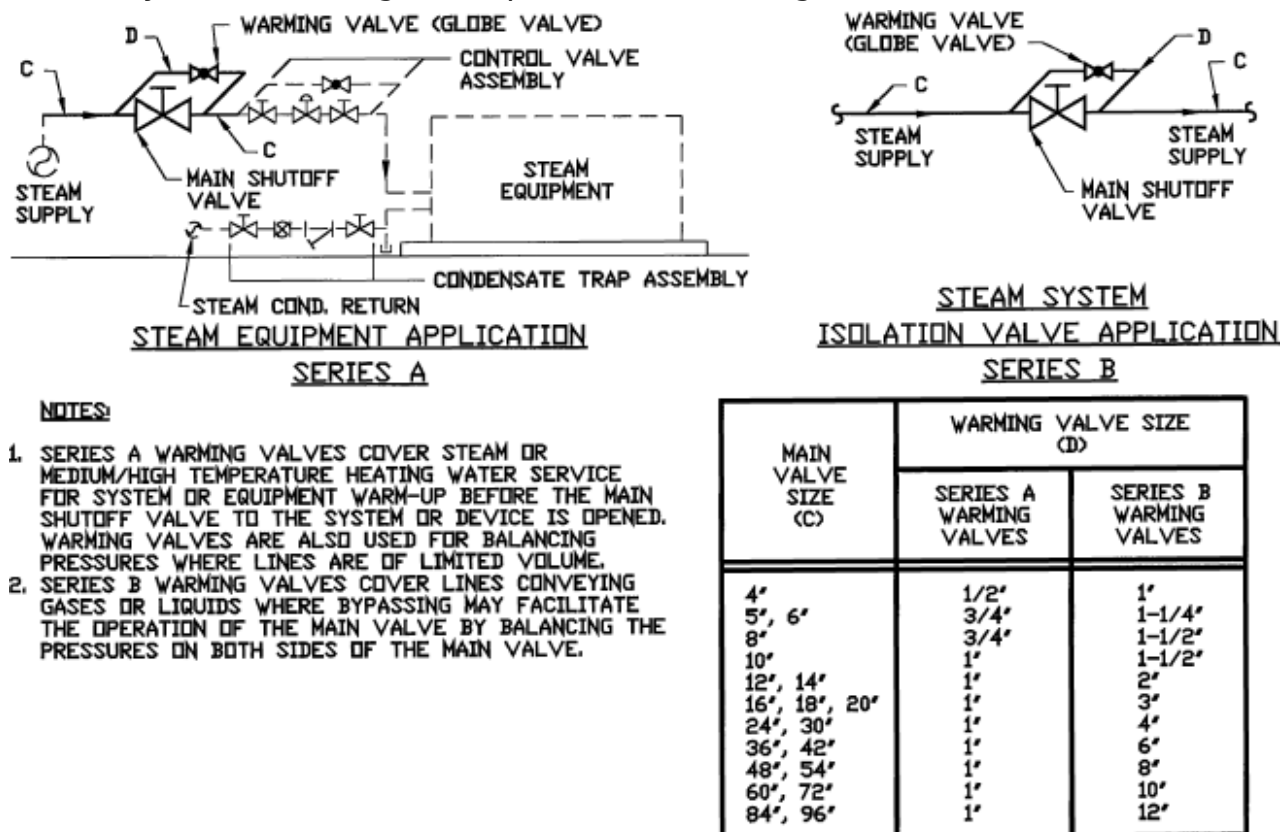 WARMING VALVE (GLOBE VALVE)
D
C
CONTROL VALVE
ASSEMBLY
C
STEAM
SUPPLY
MAIN SHUTOFF
VALVE
STEAM
EQUIPMENT
CONDENSATE TRAP ASSEMBLY
STEAM COND. RETURN
STEAM EQUIPMENT APPLICATION
SERIES A
WARMING VALVE
(GLOBE VALVE)
D
C
C
STEAM
SUPPLY
STEAM
SUPPLY
MAIN SHUTOFF
VALVE
STEAM SYSTEM
ISOLATION VALVE APPLICATION
SERIES B
NOTES:
1. SERIES A WARMING VALVES COVER STEAM OR
MEDIUM/HIGH TEMPERATURE HEATING WATER SERVICE
FOR SYSTEM OR EQUIPMENT WARM-UP BEFORE THE MAIN
SHUTOFF VALVE TO THE SYSTEM OR DEVICE IS OPENED.
WARMING VALVES ARE ALSO USED FOR BALANCING
PRESSURES WHERE LINES ARE OF LIMITED VOLUME.
2. SERIES B WARMING VALVES COVER LINES CONVEYING
GASES OR LIQUIDS WHERE BYPASSING MAY FACILITATE
THE OPERATION OF THE MAIN VALVE BY BALANCING THE
PRESSURES ON BOTH SIDES OF THE MAIN VALVE.
MAIN
VALVE
SIZE
(C)
WARMING VALVE SIZE
(D)
SERIES A
WARMING
VALVES
SERIES B
WARMING
VALVES
4" 1/2" 1"
5", 6" 3/4" 1-1/4"
8" 3/4" 1-1/2"
10" 1" 1-1/2"
12", 14" 1" 2"
16", 18", 20" 1" 3"
24", 30" 1" 4"
36", 42" 1" 6"
48", 54" 1" 8"
60", 72" 1" 10"
84", 96" 1" 12"